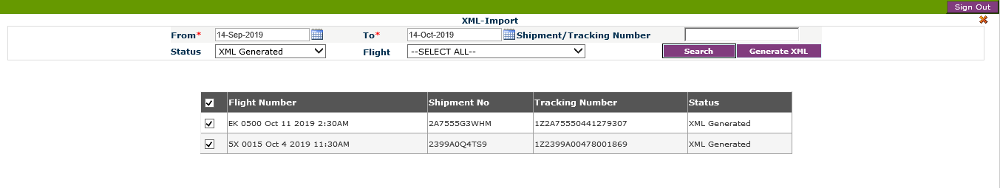 Sign Out
XML-Import
From* 14-Sep-2019 To* 14-Oct-2019 Shipment/Tracking Number
Status XML Generated Flight --SELECT ALL-- Search Generate XML
Flight Number Shipment No Tracking Number Status
EK 0500 Oct 11 2019 2:30AM 2A7555G3WHM 1Z2A75550441279307 XML Generated
5X 0015 Oct 4 2019 11:30AM 2399A0Q4TS9 1Z2399A00478001869 XML Generated